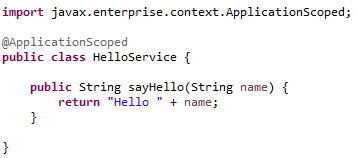 import javax.enterprise.context.ApplicationScoped;
@ApplicationScoped
public class HelloService {
public String sayHello(String name) {
return "Hello " + name;
}
}